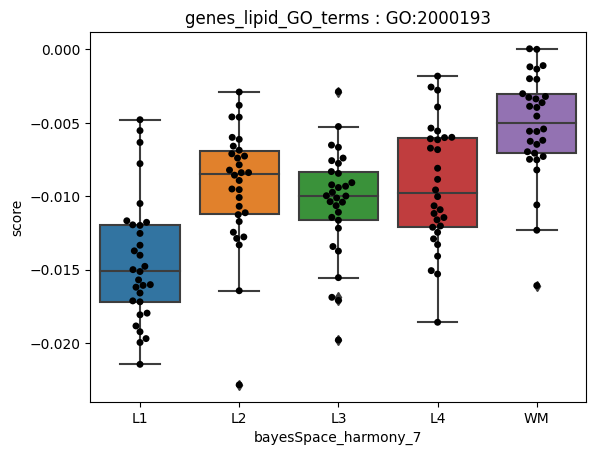 genes_lipid_GO_terms : GO:2000193
0.000
−0.005
−0.010
−0.015
−0.020
score
L1 L2 L3 L4 WM
bayesSpace_harmony_7